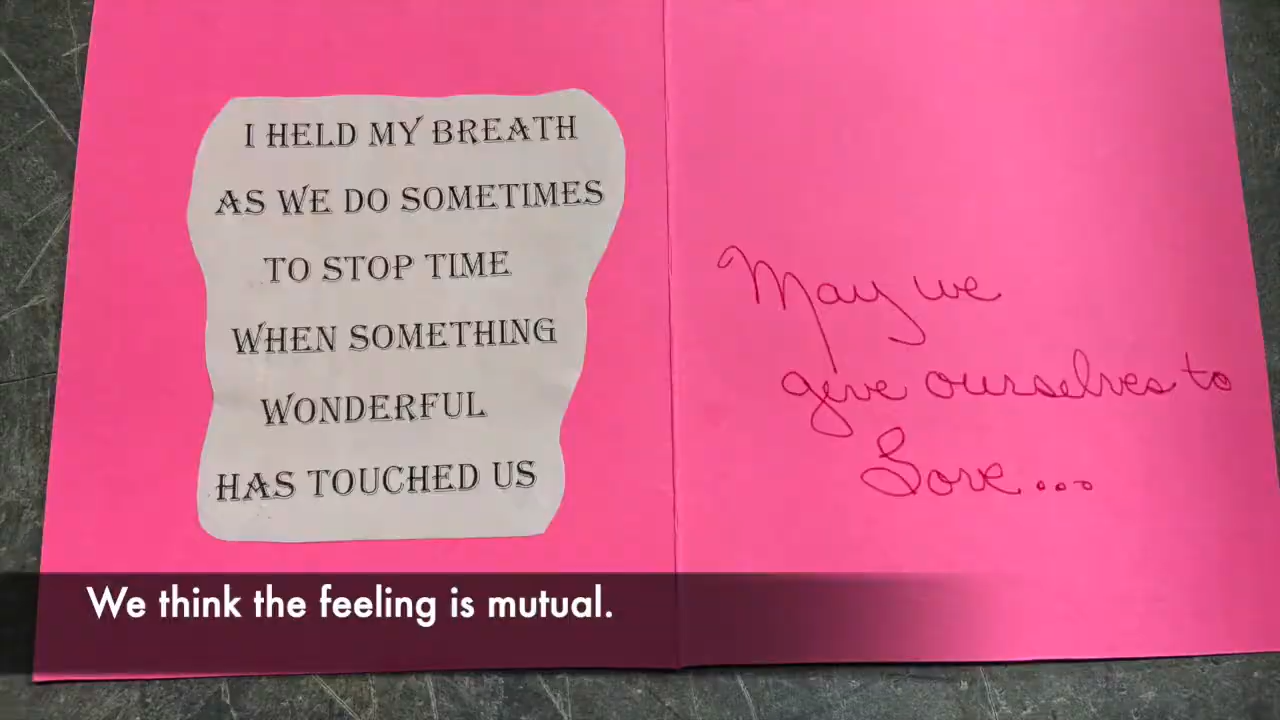 I HELD MY BREATH
AS WE DO SOMETIMES
TO STOP TIME
WHEN SOMETHING
WONDERFUL
HAS TOUCHED US
May we
give ourselves to
Love...
We think the feeling is mutual.